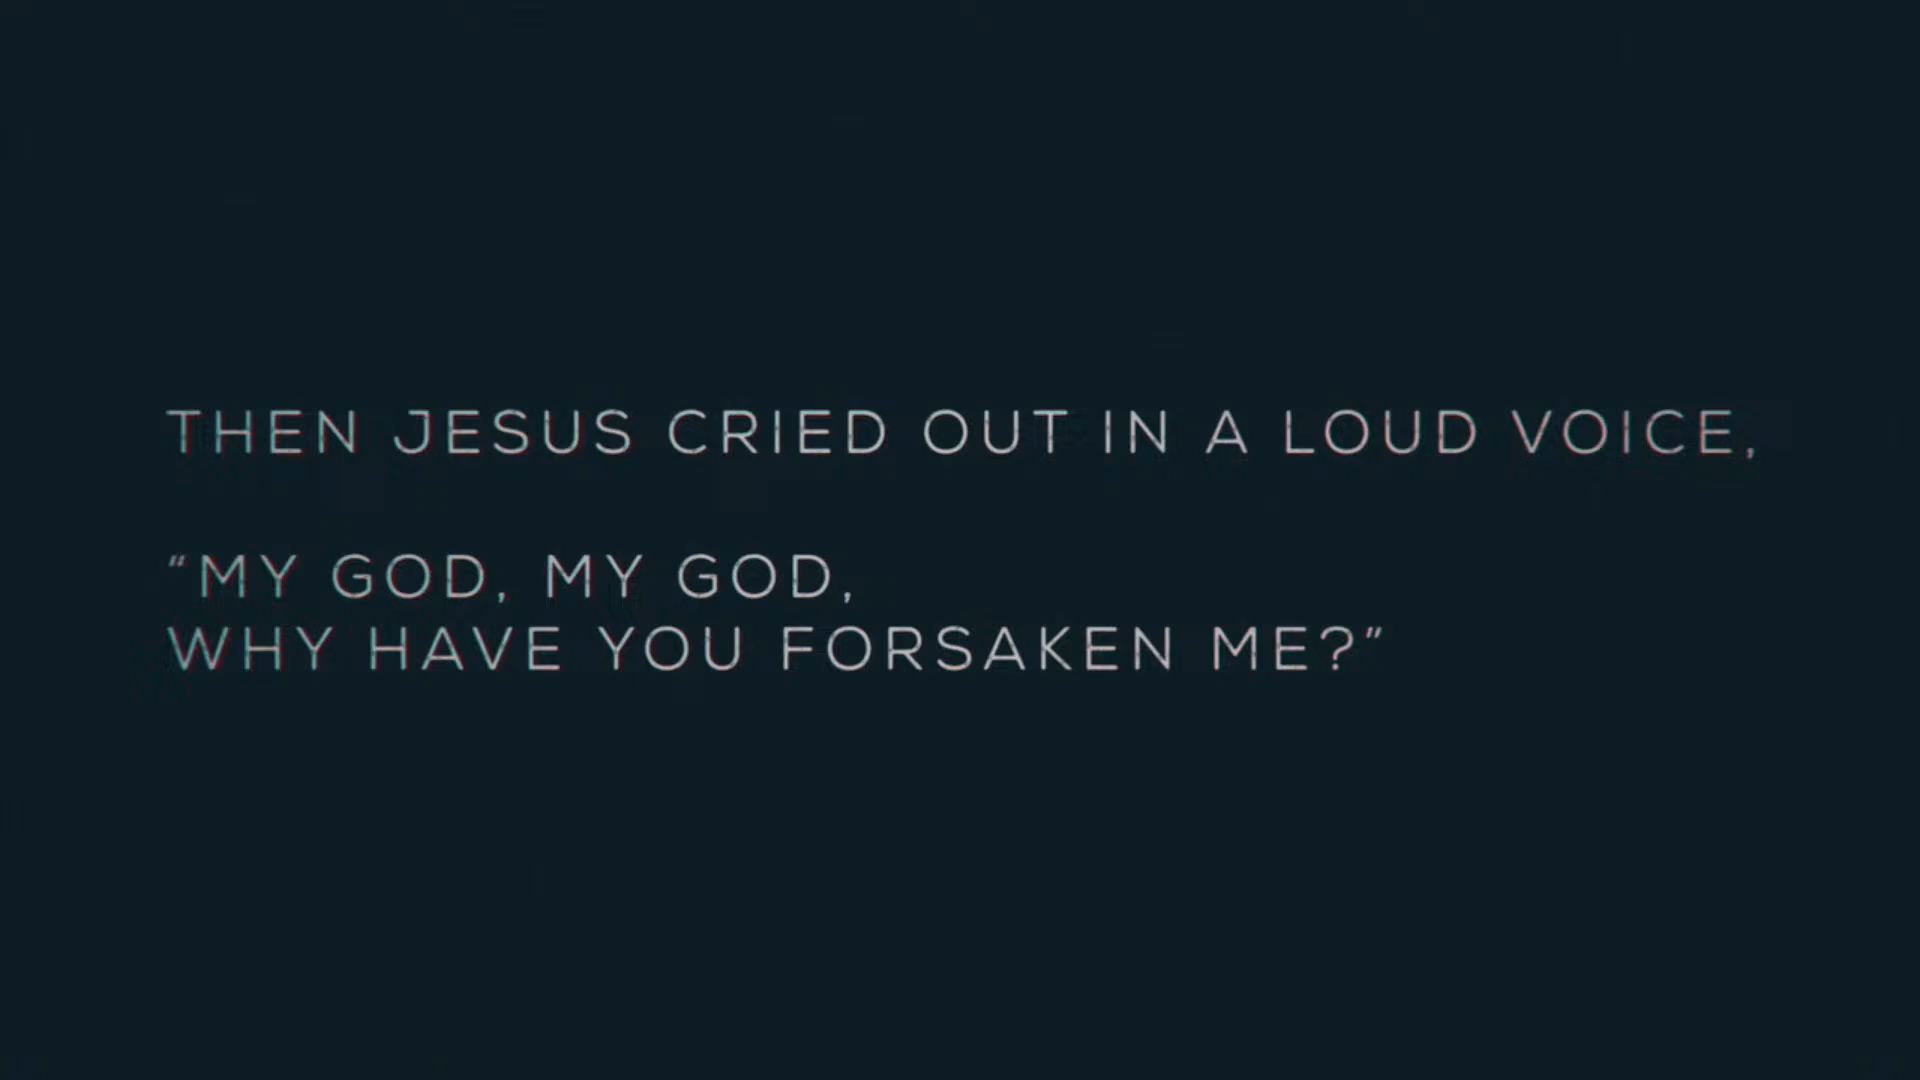 THEN JESUS CRIED OUT IN A LOUD VOICE,
“MY GOD, MY GOD,
WHY HAVE YOU FORSAKEN ME?”